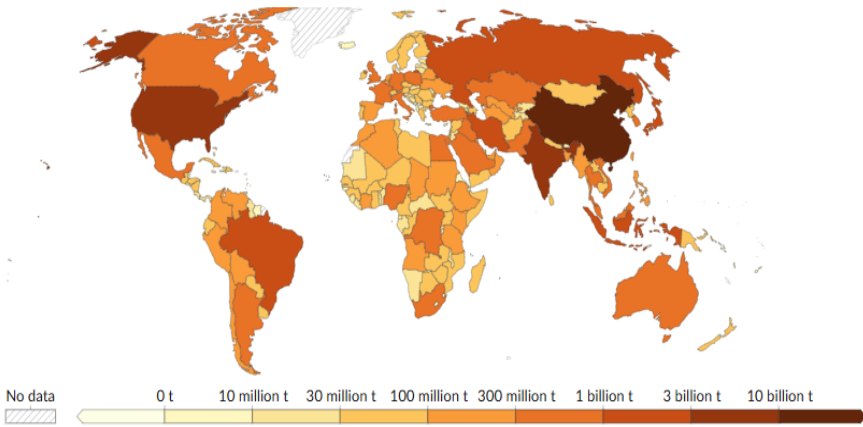 No data
0 t
10 million t
30 million t
100 million t
300 million t
1 billion t
3 billion t
10 billion t